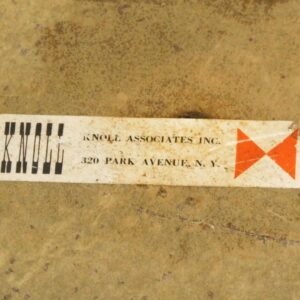 KNOLL
KNOLL ASSOCIATES INC.
320 PARK AVENUE, N. Y.